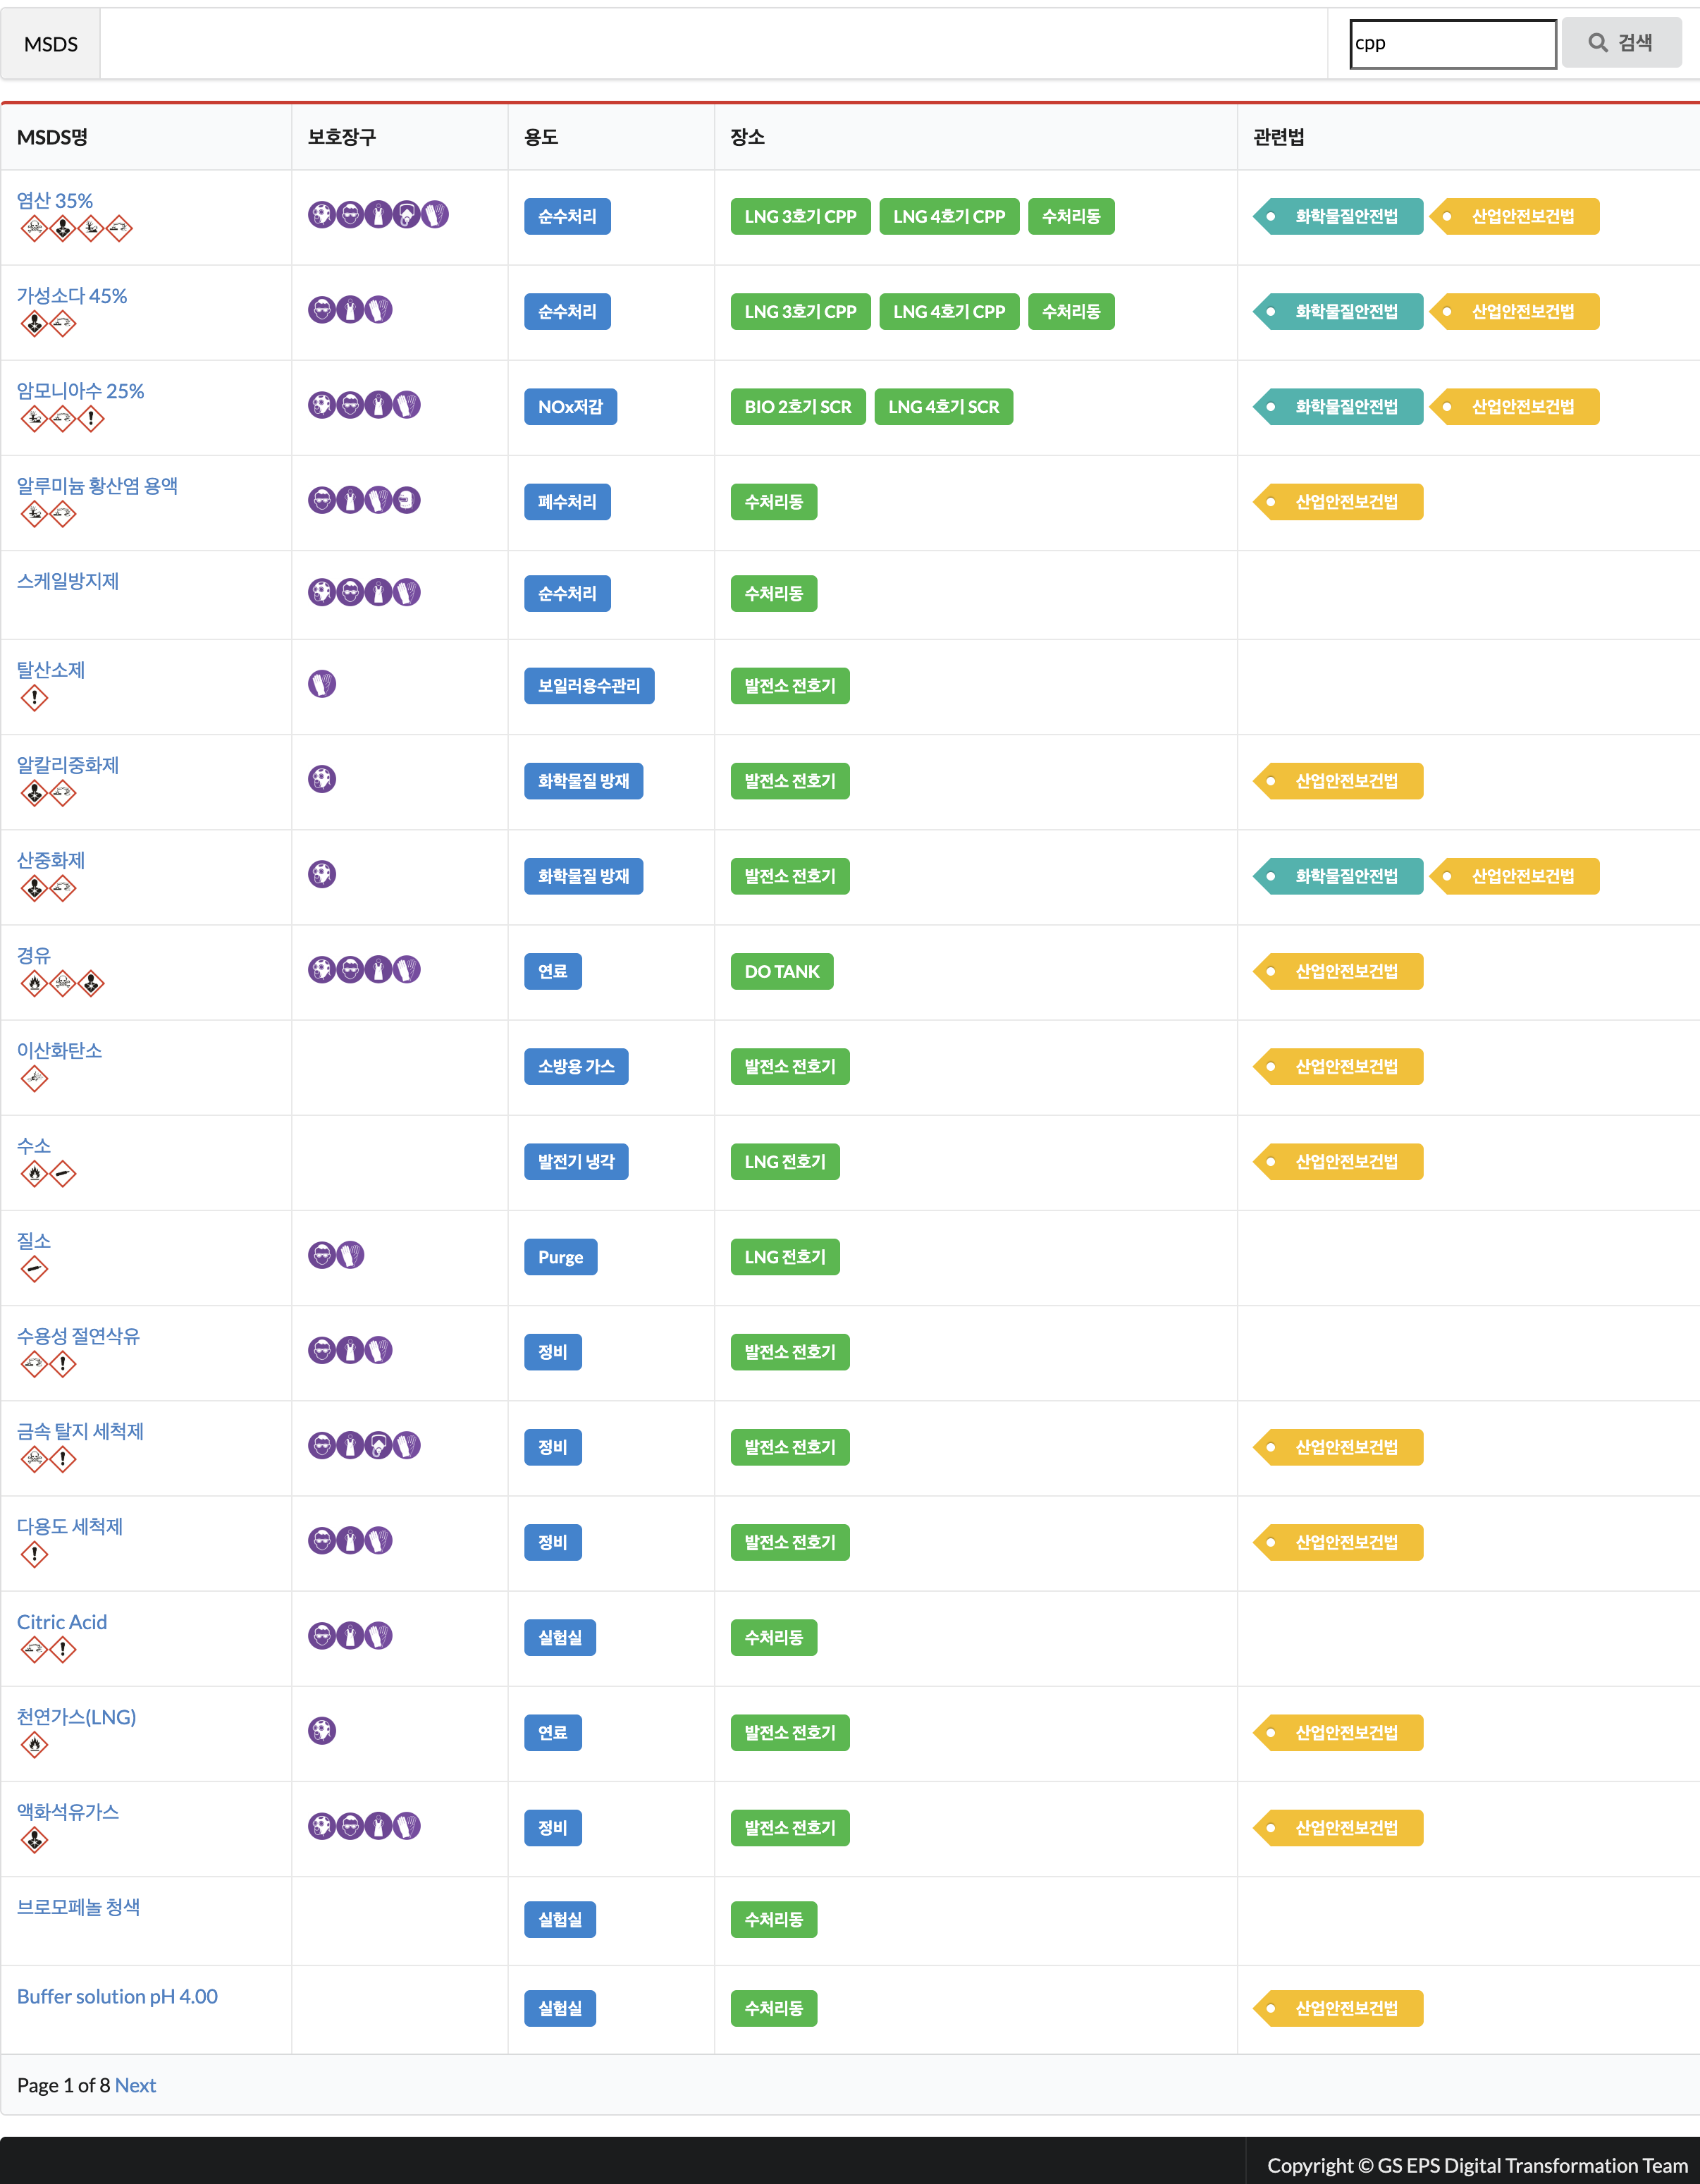 MSDS
cpp
검색
MSDS명 보호장구 용도 장소 관련법
염산 35% 순수처리 LNG 3호기 CPP LNG 4호기 CPP 수처리동 화학물질안전법 산업안전보건법
가성소다 45% 순수처리 LNG 3호기 CPP LNG 4호기 CPP 수처리동 화학물질안전법 산업안전보건법
암모니아수 25% NOx저감 BIO 2호기 SCR LNG 4호기 SCR 화학물질안전법 산업안전보건법
알루미늄 황산염 용액 폐수처리 수처리동 산업안전보건법
스케일방지제 순수처리 수처리동
탈산소제 보일러용수관리 발전소 전호기
알칼리중화제 화학물질 방재 발전소 전호기 산업안전보건법
산중화제 화학물질 방재 발전소 전호기 화학물질안전법 산업안전보건법
경유 연료 DO TANK 산업안전보건법
이산화탄소 소방용 가스 발전소 전호기 산업안전보건법
수소 발전기 냉각 LNG 전호기 산업안전보건법
질소 Purge LNG 전호기
수용성 절연삭유 정비 발전소 전호기
금속 탈지 세척제 정비 발전소 전호기 산업안전보건법
다용도 세척제 정비 발전소 전호기 산업안전보건법
Citric Acid 실험실 수처리동
천연가스(LNG) 연료 발전소 전호기 산업안전보건법
액화석유가스 정비 발전소 전호기 산업안전보건법
브로모페놀 청색 실험실 수처리동
Buffer solution pH 4.00 실험실 수처리동 산업안전보건법
Page 1 of 8 Next
Copyright © GS EPS Digital Transformation Team